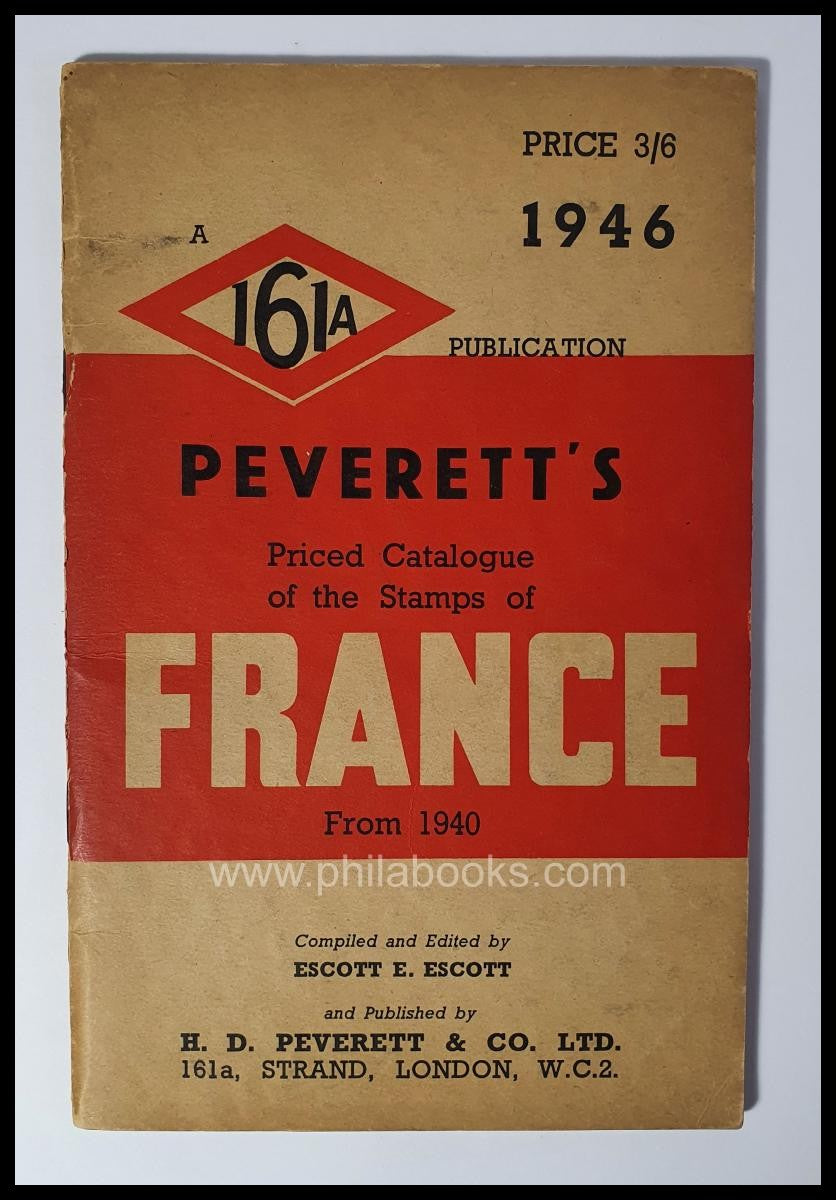 PRICE 3/6
1946
A
161A
PUBLICATION
PEVERETT'S
Priced Catalogue
of the Stamps of
FRANCE
From 1940
www.philabooks.com
Compiled and Edited by
ESCOTT E. ESCOTT
and Published by
H. D. PEVERETT & CO. LTD.
161a, STRAND, LONDON, W.C.2.